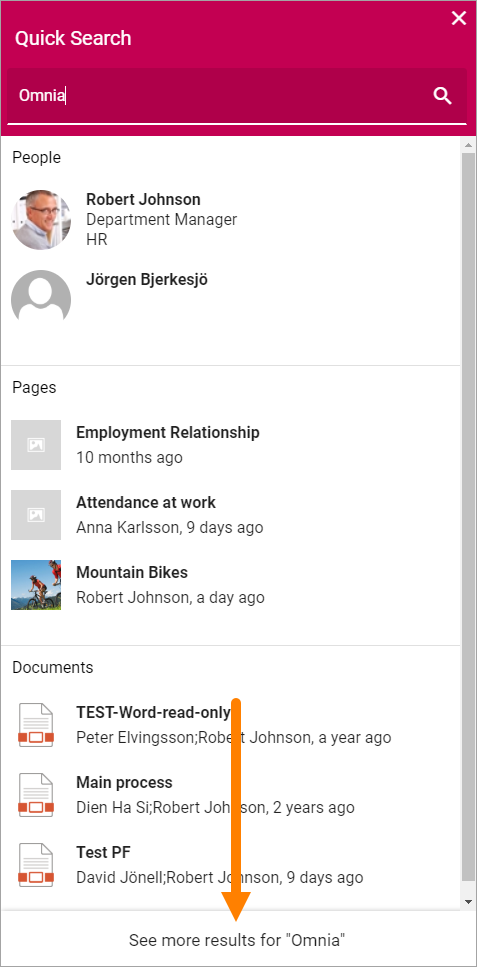 Quick Search
Omnia
People
Robert Johnson
Department Manager
HR
Jörgen Bjerkesjö
Pages
Employment Relationship
10 months ago
Attendance at work
Anna Karlsson, 9 days ago
Mountain Bikes
Robert Johnson, a day ago
Documents
TEST-Word-read-only
Peter Elvingsson;Robert Johnson, a year ago
Main process
Dien Ha Si;Robert Johnson, 2 years ago
Test PF
David Jönell;Robert Johnson, 9 days ago
See more results for "Omnia"